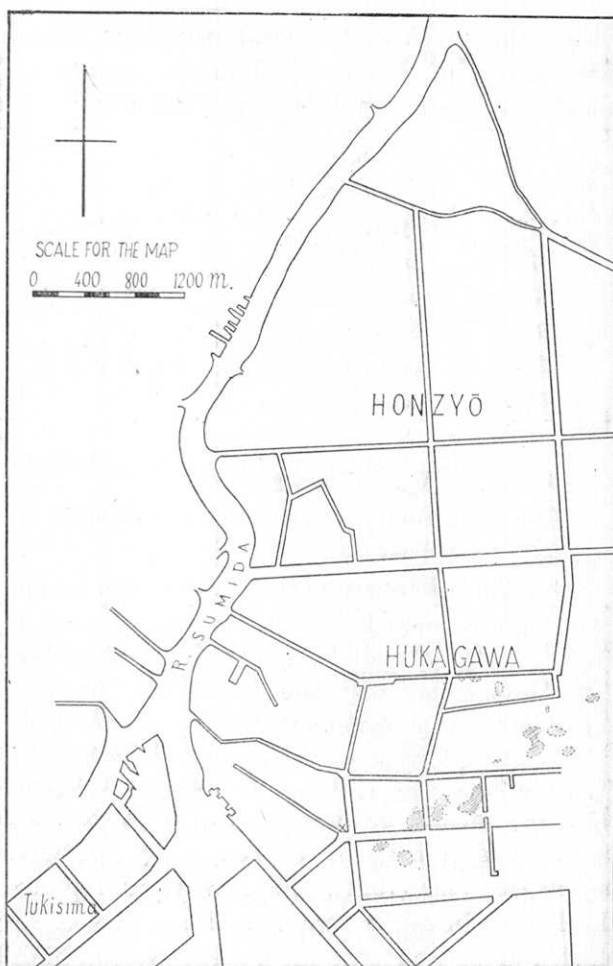 SCALE FOR THE MAP
0 400 800 1200 m.
HONZYŌ
R. SUMIDA
HUKAGAWA
Tukisima